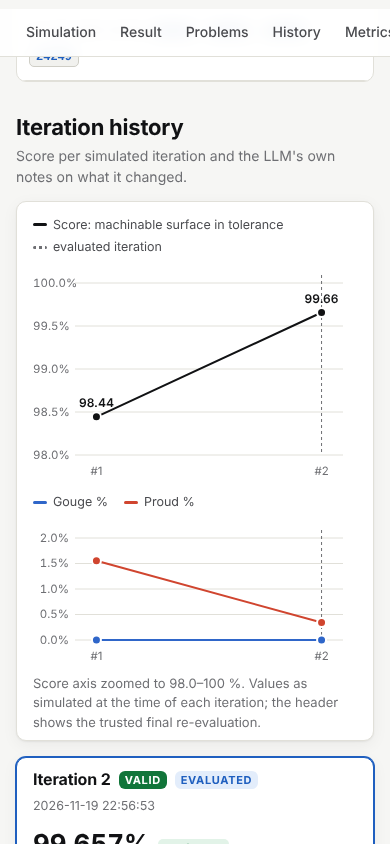 Simulation Result Problems History Metrics
24249
Iteration history
Score per simulated iteration and the LLM's own
notes on what it changed.
Score: machinable surface in tolerance
evaluated iteration
100.0%
99.66
99.5%
99.0%
98.44
98.5%
98.0%
#1 #2
Gouge % Proud %
2.0%
1.5%
1.0%
0.5%
0.0%
#1 #2
Score axis zoomed to 98.0–100 %. Values as
simulated at the time of each iteration; the header
shows the trusted final re-evaluation.
Iteration 2 VALID EVALUATED
2026-11-19 22:56:53
99.657%